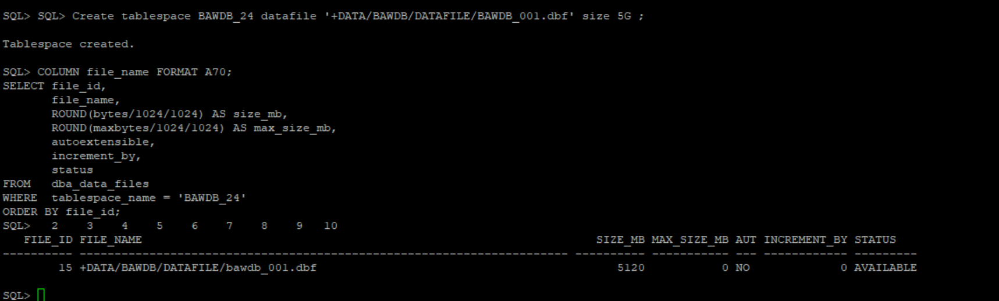 SQL> SQL> Create tablespace BAWDB_24 datafile '+DATA/BAWDB/DATAFILE/BAWDB_001.dbf' size 5G ;
Tablespace created.
SQL> COLUMN file_name FORMAT A70;
SELECT file_id,
       file_name,
       ROUND(bytes/1024/1024) AS size_mb,
       ROUND(maxbytes/1024/1024) AS max_size_mb,
       autoextensible,
       increment_by,
       status
FROM   dba_data_files
WHERE  tablespace_name = 'BAWDB_24'
ORDER BY file_id;
SQL>   2    3    4    5    6    7    8    9   10
   FILE_ID FILE_NAME                                                                 SIZE_MB MAX_SIZE_MB AUT INCREMENT_BY STATUS
---------- ---------------------------------------------------------------------- ---------- ----------- --- ------------ ---------
        15 +DATA/BAWDB/DATAFILE/bawdb_001.dbf                                           5120           0 NO             0 AVAILABLE
SQL>